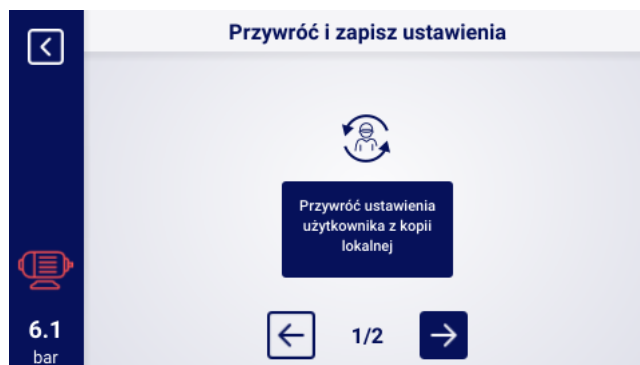 Przywróć i zapisz ustawienia
Przywróć ustawienia
użytkownika z kopii
lokalnej
6.1
bar
1/2